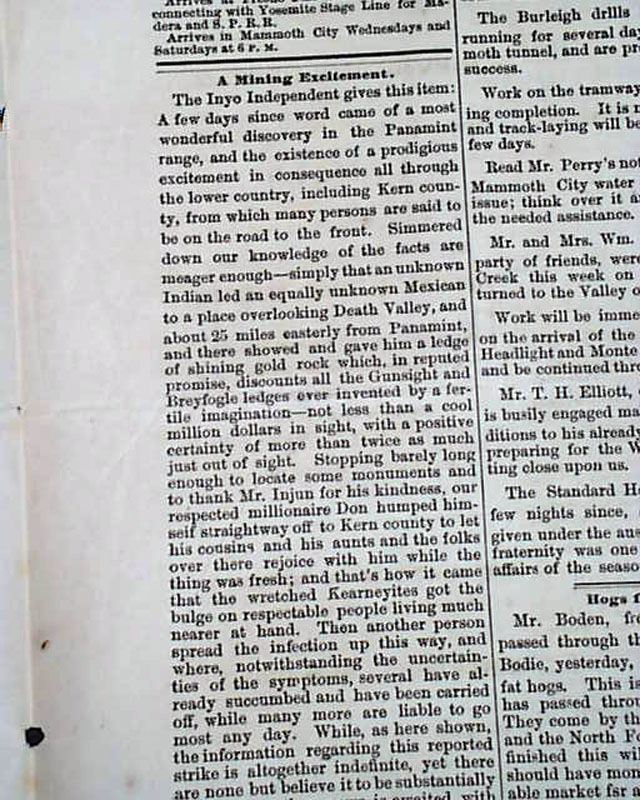 connecting with Yosemite Stage Line for Ma-
dera and S. P. R. R.
Arrives in Mammoth City Wednesdays and
Saturdays at 6 P. M.
A Mining Excitement.
The Inyo Independent gives this item:
A few days since word came of a most
wonderful discovery in the Panamint
range, and the existence of a prodigious
excitement in consequence all through
the lower country, including Kern coun-
ty, from which many persons are said to
be on the road to the front. Simmered
down our knowledge of the facts are
meager enough—simply that an unknown
Indian led an equally unknown Mexican
to a place overlooking Death Valley, and
about 25 miles easterly from Panamint,
and there showed and gave him a ledge
of shining gold rock which, in reputed
promise, discounts all the Gunsight and
Breyfogle ledges ever invented by a fer-
tile imagination—not less than a cool
million dollars in sight, with a positive
certainty of more than twice as much
just out of sight. Stopping barely long
enough to locate some monuments and
to thank Mr. Injun for his kindness, our
respected millionaire Don humped him-
self straightway off to Kern county to let
his cousins and his aunts and the folks
over there rejoice with him while the
thing was fresh; and that's how it came
that the wretched Kearneyites got the
bulge on respectable people living much
nearer at hand. Then another person
spread the infection up this way, and
where, notwithstanding the uncertain-
ties of the symptoms, several have al-
ready succumbed and have been carried
off, while many more are liable to go
most any day. While, as here shown,
the information regarding this reported
strike is altogether indefinite, yet there
are none but believe it to be substantially
is awaited with
The Burleigh drills
running for several da
moth tunnel, and are p
success.
Work on the tramway
ing completion. It is
and track-laying will b
few days.
Read Mr. Perry's not
Mammoth City water
issue; think over it a
the needed assistance.
Mr. and Mrs. Wm.
party of friends, were
Creek this week on
turned to the Valley o
Work will be imme
on the arrival of the
Headlight and Monte
and be continued thr
Mr. T. H. Elliott,
is busily engaged ma
ditions to his already
preparing for the W
ting close upon us.
The Standard H
few nights since,
given under the au
fraternity was one
affairs of the seaso
Hogs f
Mr. Boden, fr
passed through th
Bodie, yesterday,
fat hogs. This is
has passed throu
They come by th
and the North F
finished this wi
should have mor
able market for a